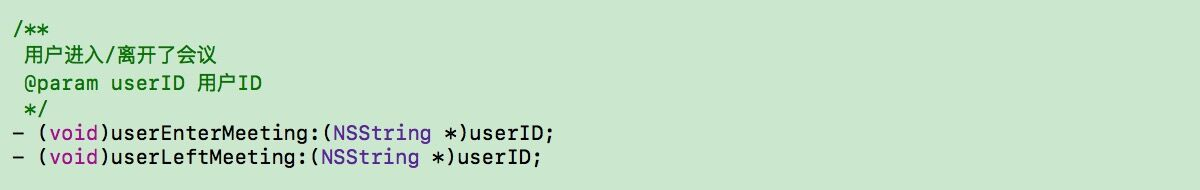 /**
用户进入/离开了会议
@param userID 用户ID
*/
- (void)userEnterMeeting:(NSString *)userID;
- (void)userLeftMeeting:(NSString *)userID;